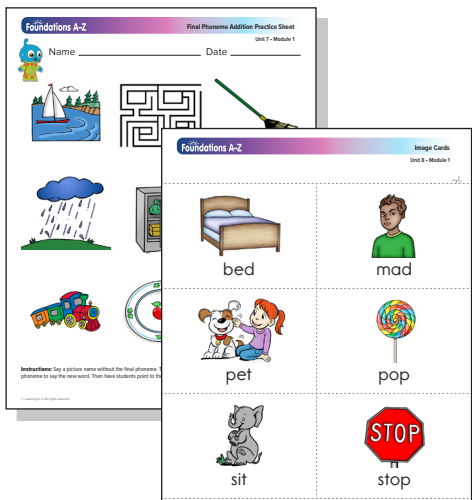 Foundations A-Z
Final Phoneme Addition Practice Sheet
Unit 7 • Module 1
Name
Date
Instructions: Say a picture name without the final phoneme.
phoneme to say the new word. Then have students point to
Foundations A-Z
Image Cards
Unit 8 • Module 1
bed
mad
pet
pop
sit
STOP
stop